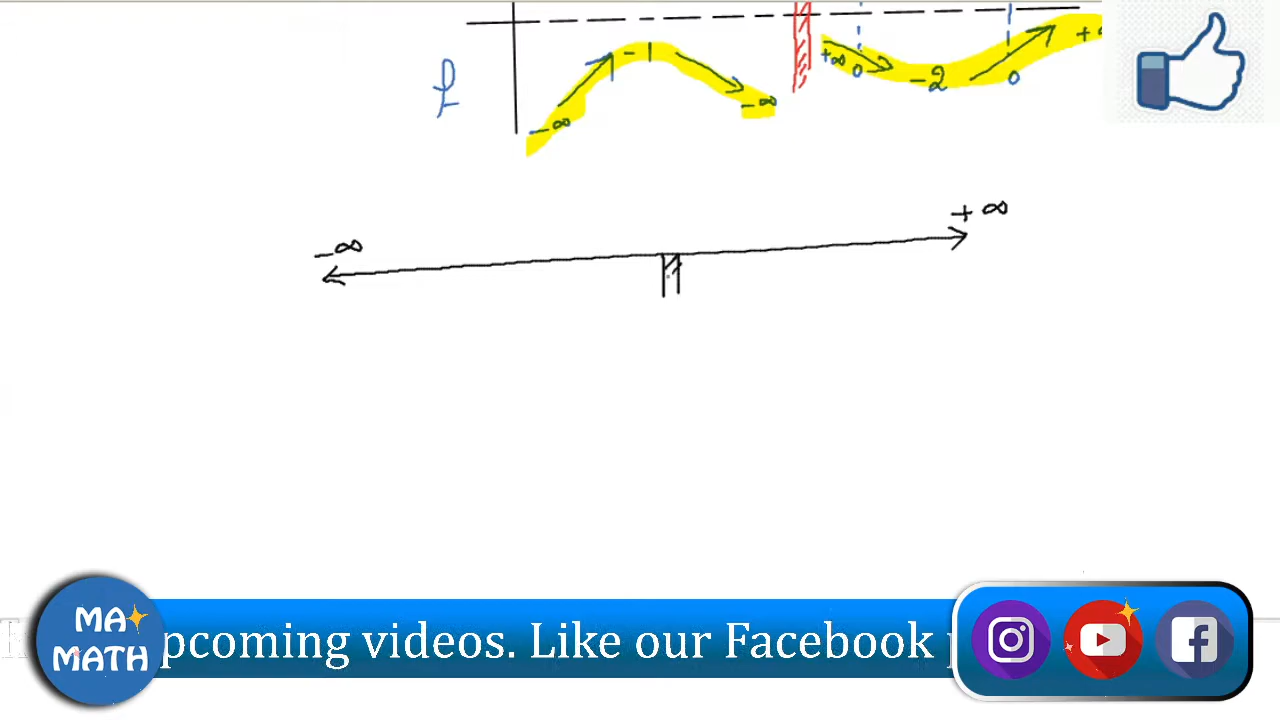 +∞ 0 -2 0 +
f -∞ -1 -∞
-∞ +∞
MA
MATH
pcoming videos. Like our Facebook